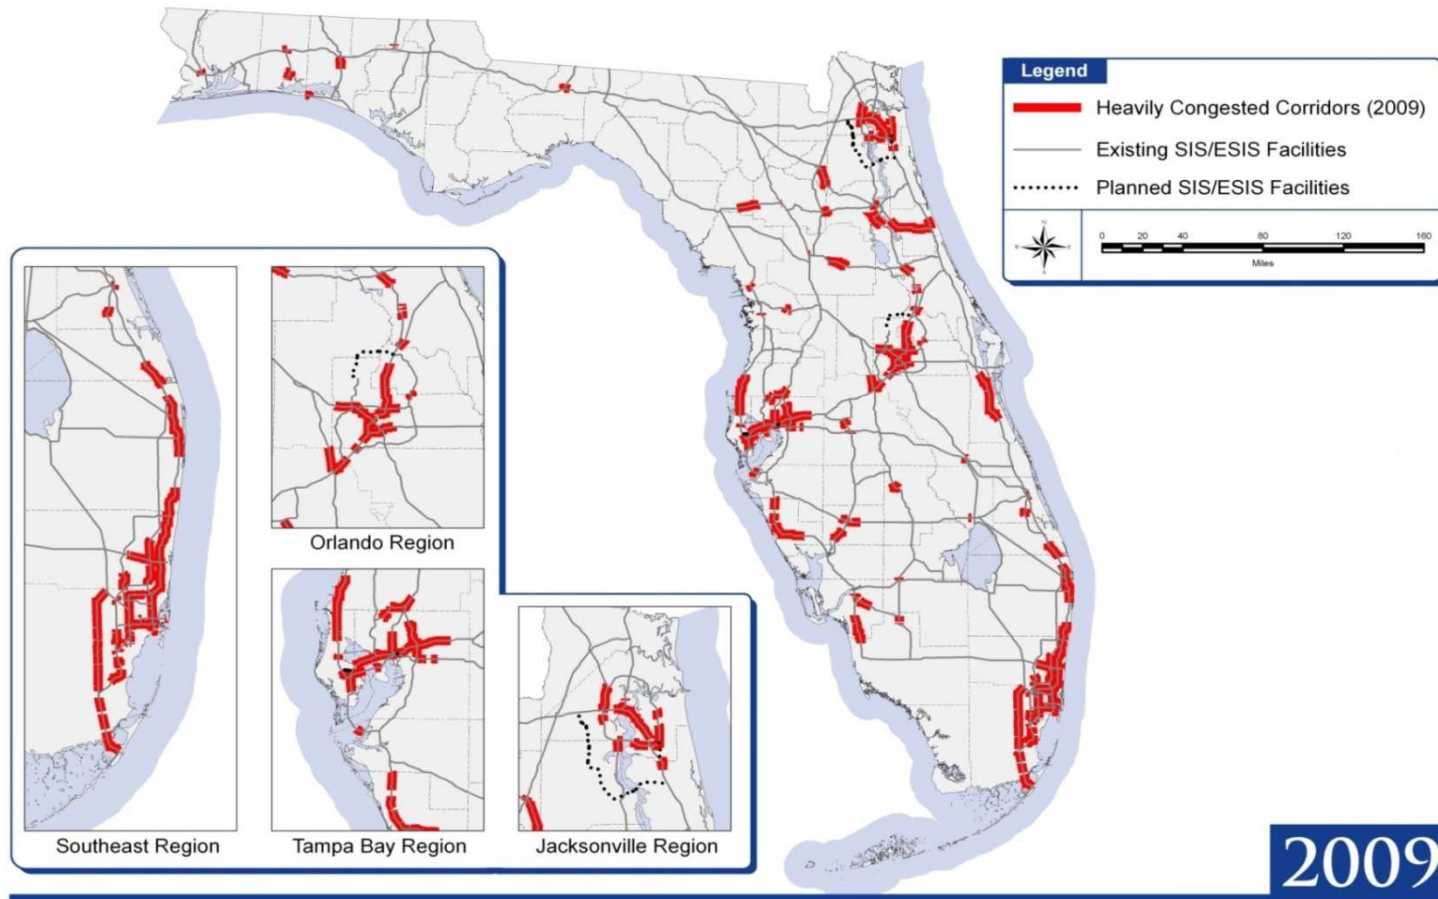 Legend
Heavily Congested Corridors (2009)
Existing SIS/ESIS Facilities
Planned SIS/ESIS Facilities
N
W E
S
0 20 40 80 120 160
Miles
Orlando Region
Southeast Region
Tampa Bay Region
Jacksonville Region
2009